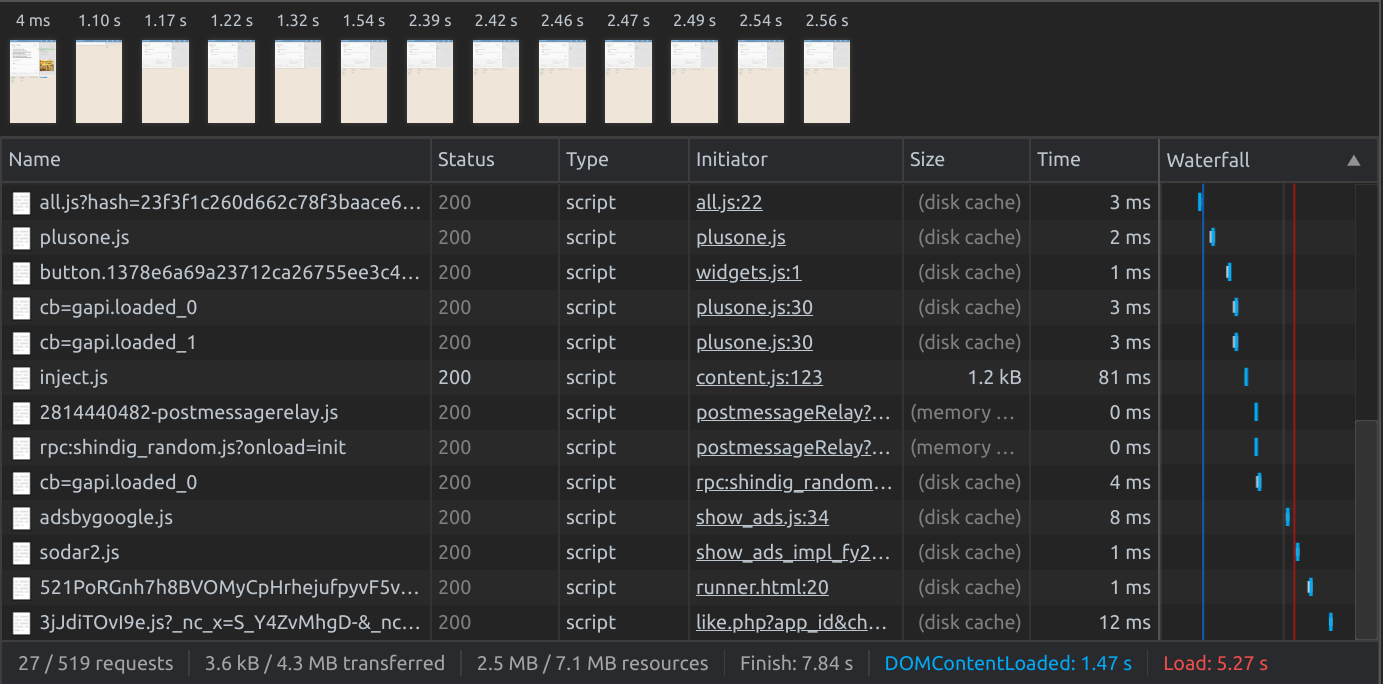 4 ms 1.10 s 1.17 s 1.22 s 1.32 s 1.54 s 2.39 s 2.42 s 2.46 s 2.47 s 2.49 s 2.54 s 2.56 s
Name Status Type Initiator Size Time Waterfall ▲
all.js?hash=23f3f1c260d662c78f3baace6... 200 script all.js:22 (disk cache) 3 ms
plusone.js 200 script plusone.js (disk cache) 2 ms
button.1378e6a69a23712ca26755ee3c4... 200 script widgets.js:1 (disk cache) 1 ms
cb=gapi.loaded_0 200 script plusone.js:30 (disk cache) 3 ms
cb=gapi.loaded_1 200 script plusone.js:30 (disk cache) 3 ms
inject.js 200 script content.js:123 1.2 kB 81 ms
2814440482-postmessagerelay.js 200 script postmessageRelay?... (memory ... 0 ms
rpc:shindig_random.js?onload=init 200 script postmessageRelay?... (memory ... 0 ms
cb=gapi.loaded_0 200 script rpc:shindig_random... (disk cache) 4 ms
adsbygoogle.js 200 script show_ads.js:34 (disk cache) 8 ms
sodar2.js 200 script show_ads_impl_fy2... (disk cache) 1 ms
521PoRGnh7h8BVOMyCpHrhejufpyvF5v... 200 script runner.html:20 (disk cache) 1 ms
3jJdiTOvI9e.js?_nc_x=S_Y4ZvMhgD-&_nc... 200 script like.php?app_id&ch... (disk cache) 12 ms
27 / 519 requests 3.6 kB / 4.3 MB transferred 2.5 MB / 7.1 MB resources Finish: 7.84 s DOMContentLoaded: 1.47 s Load: 5.27 s